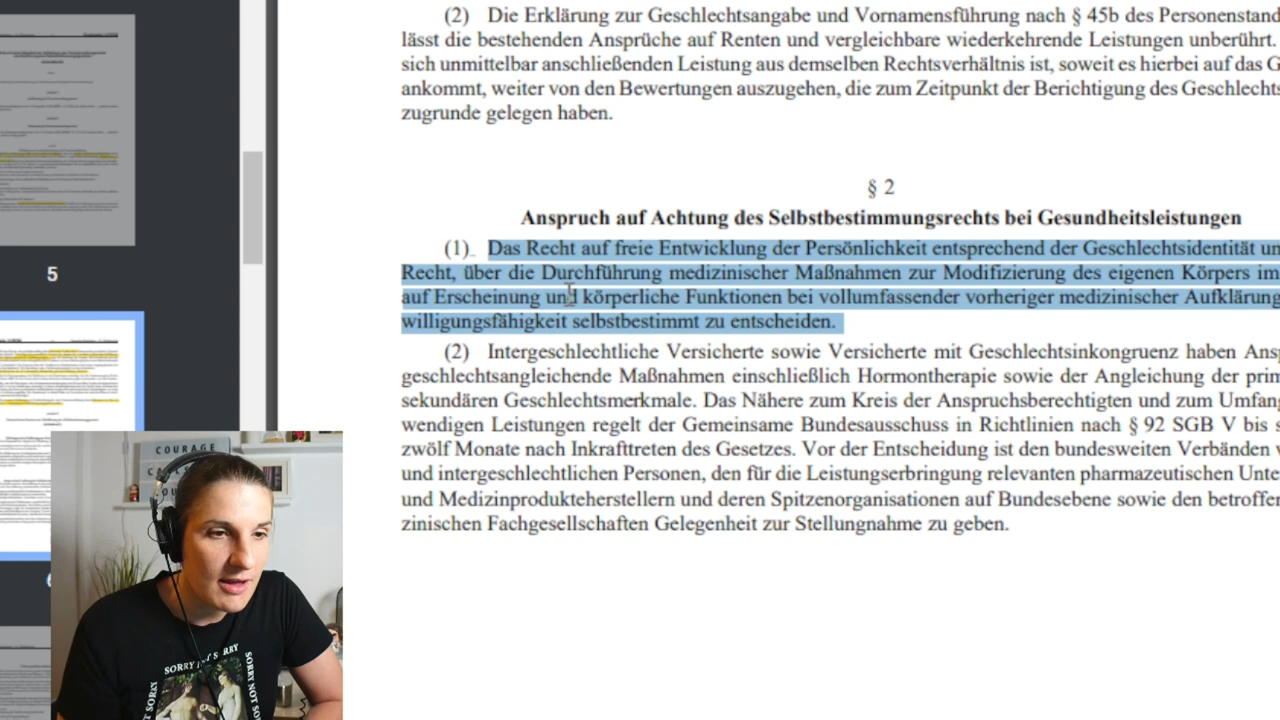 (2) Die Erklärung zur Geschlechtsangabe und Vornamensführung nach § 45b des Personenstand
lässt die bestehenden Ansprüche auf Renten und vergleichbare wiederkehrende Leistungen unberührt.
sich unmittelbar anschließenden Leistung aus demselben Rechtsverhältnis ist, soweit es hierbei auf das G
ankommt, weiter von den Bewertungen auszugehen, die zum Zeitpunkt der Berichtigung des Geschlechts
zugrunde gelegen haben.
§ 2
Anspruch auf Achtung des Selbstbestimmungsrechts bei Gesundheitsleistungen
(1) Das Recht auf freie Entwicklung der Persönlichkeit entsprechend der Geschlechtsidentität un
Recht, über die Durchführung medizinischer Maßnahmen zur Modifizierung des eigenen Körpers im
auf Erscheinung und körperliche Funktionen bei vollumfassender vorheriger medizinischer Aufklärung
willigungsfähigkeit selbstbestimmt zu entscheiden.
(2) Intergeschlechtliche Versicherte sowie Versicherte mit Geschlechtsinkongruenz haben Ansp
geschlechtsangleichende Maßnahmen einschließlich Hormontherapie sowie der Angleichung der prim
sekundären Geschlechtsmerkmale. Das Nähere zum Kreis der Anspruchsberechtigten und zum Umfang
wendigen Leistungen regelt der Gemeinsame Bundesausschuss in Richtlinien nach § 92 SGB V bis s
zwölf Monate nach Inkrafttreten des Gesetzes. Vor der Entscheidung ist den bundesweiten Verbänden
und intergeschlechtlichen Personen, den für die Leistungserbringung relevanten pharmazeutischen Unte
und Medizinprodukteherstellern und deren Spitzenorganisationen auf Bundesebene sowie den betroffen
zinischen Fachgesellschaften Gelegenheit zur Stellungnahme zu geben.
5
COURAGE
SORRY NOT SORRY
SORRY NOT SO
T SORRY